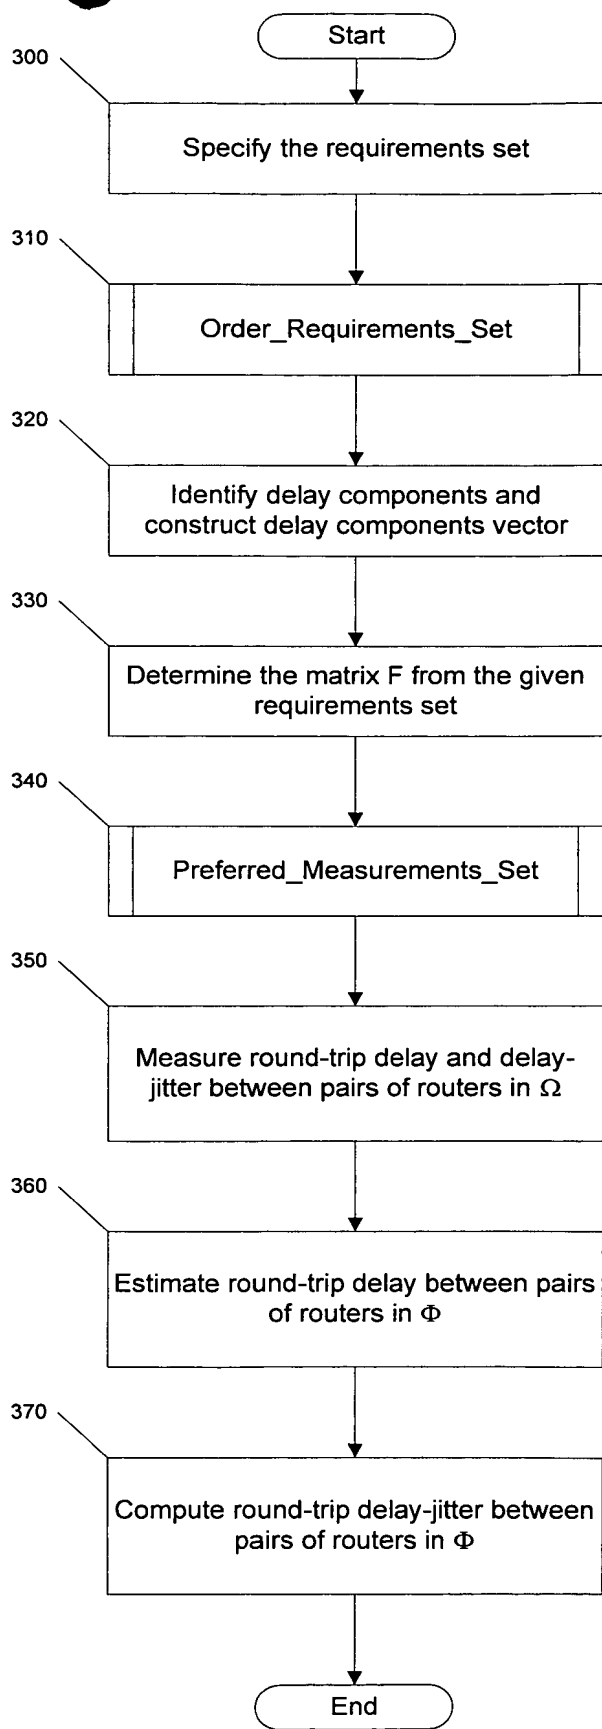 Start
300
Specify the requirements set
310
Order_Requirements_Set
320
Identify delay components and
construct delay components vector
330
Determine the matrix F from the given
requirements set
340
Preferred_Measurements_Set
350
Measure round-trip delay and delay-
jitter between pairs of routers in Ω
360
Estimate round-trip delay between pairs
of routers in Φ
370
Compute round-trip delay-jitter between
pairs of routers in Φ
End